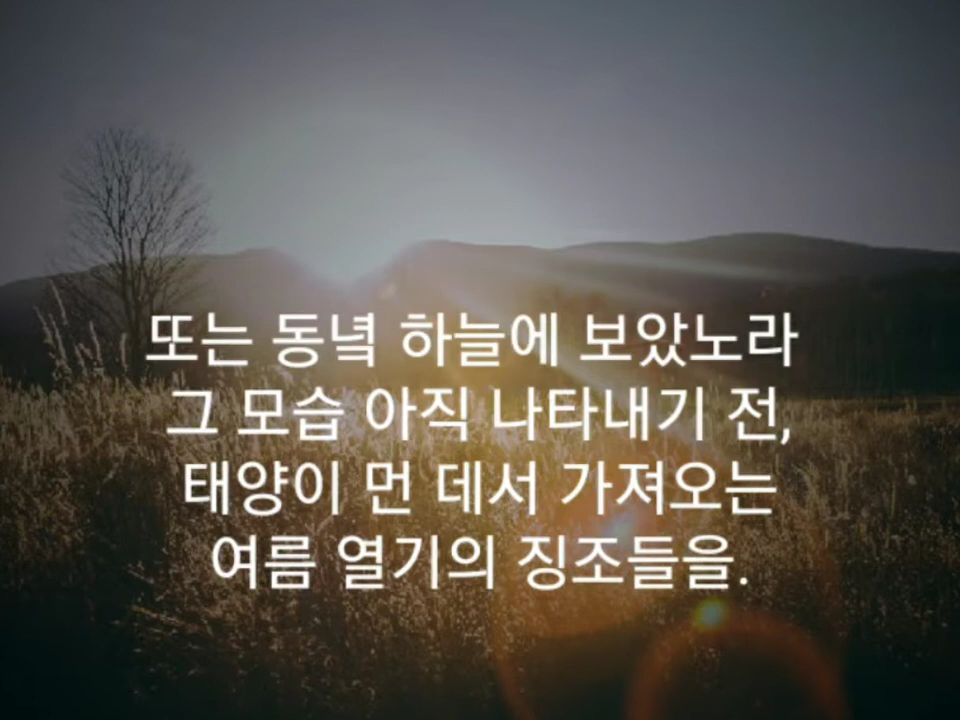 또는 동녘 하늘에 보았노라
그 모습 아직 나타내기 전,
태양이 먼 데서 가져오는
여름 열기의 징조들을.